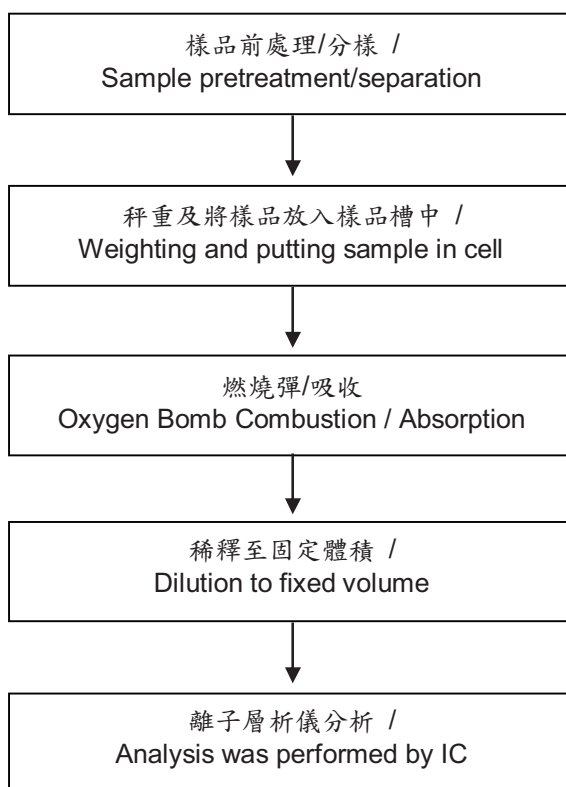 樣品前處理/分樣 /
Sample pretreatment/separation
秤重及將樣品放入樣品槽中 /
Weighting and putting sample in cell
燃燒彈/吸收
Oxygen Bomb Combustion / Absorption
稀釋至固定體積 /
Dilution to fixed volume
離子層析儀分析 /
Analysis was performed by IC